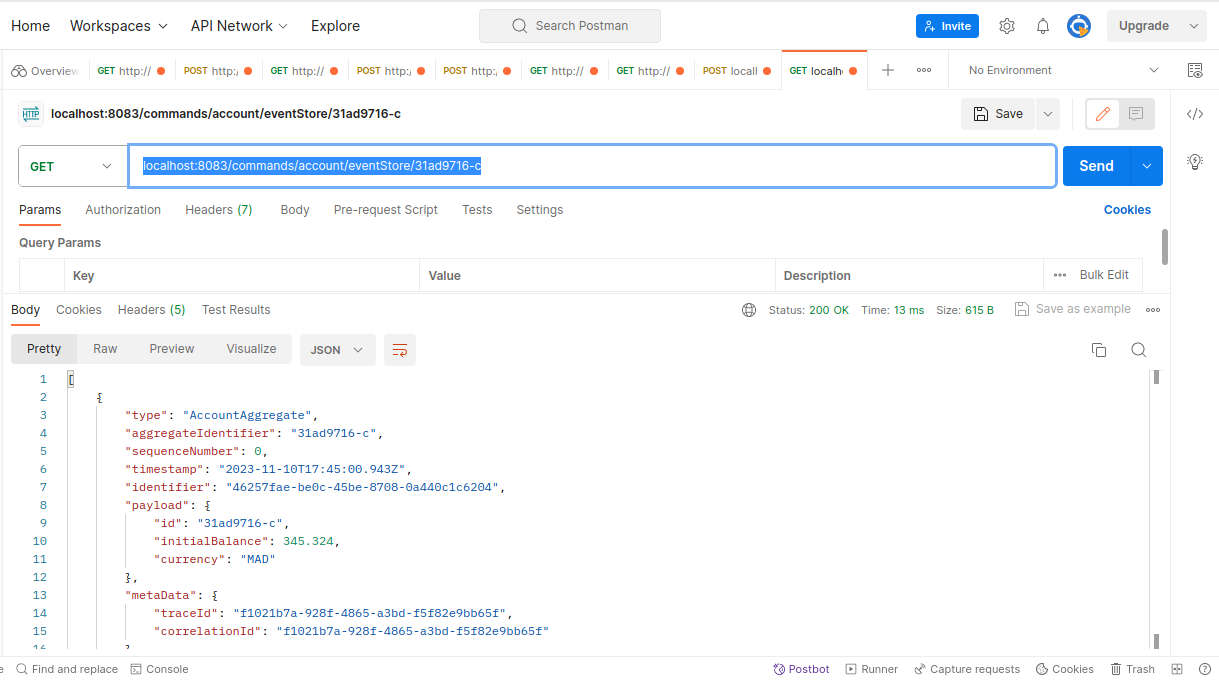 Home Workspaces API Network Explore Search Postman Invite Upgrade
Overview GET http:// POST http: GET http:// POST http: POST http: GET http:// GET http:// POST locall GET localh No Environment
HTTP localhost:8083/commands/account/eventStore/31ad9716-c Save
GET localhost:8083/commands/account/eventStore/31ad9716-c Send
Params Authorization Headers (7) Body Pre-request Script Tests Settings Cookies
Query Params
Key Value Description Bulk Edit
Body Cookies Headers (5) Test Results Status: 200 OK Time: 13 ms Size: 615 B Save as example
Pretty Raw Preview Visualize JSON
1 [
2 {
3 "type": "AccountAggregate",
4 "aggregateIdentifier": "31ad9716-c",
5 "sequenceNumber": 0,
6 "timestamp": "2023-11-10T17:45:00.943Z",
7 "identifier": "46257fae-be0c-45be-8708-0a440c1c6204",
8 "payload": {
9 "id": "31ad9716-c",
10 "initialBalance": 345.324,
11 "currency": "MAD"
12 },
13 "metaData": {
14 "traceId": "f1021b7a-928f-4865-a3bd-f5f82e9bb65f",
15 "correlationId": "f1021b7a-928f-4865-a3bd-f5f82e9bb65f"
16 }
Find and replace Console Postbot Runner Capture requests Cookies Trash